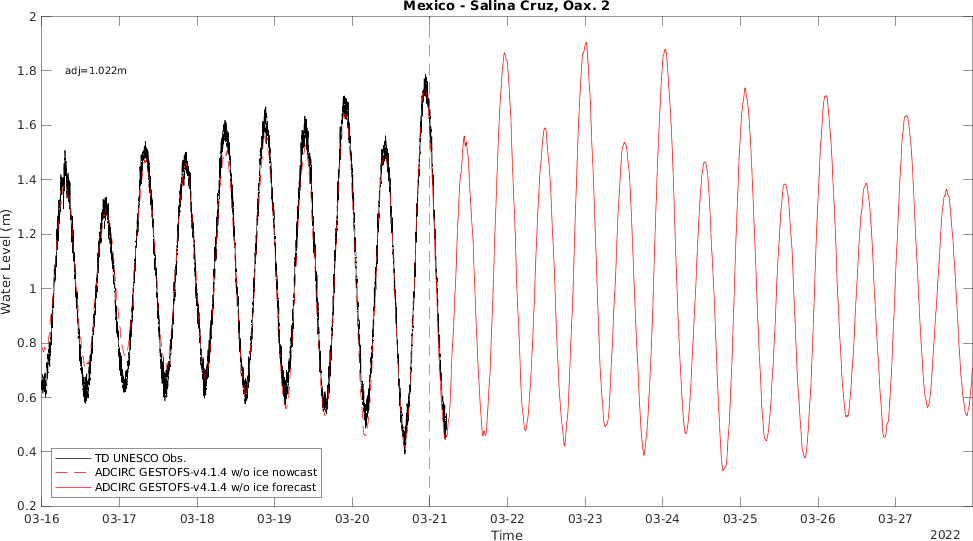 Mexico - Salina Cruz, Oax. 2
adj=1.022m
Water Level (m)
2
1.8
1.6
1.4
1.2
1
0.8
0.6
0.4
0.2
TD UNESCO Obs.
ADCIRC GESTOFS-v4.1.4 w/o ice nowcast
ADCIRC GESTOFS-v4.1.4 w/o ice forecast
03-16 03-17 03-18 03-19 03-20 03-21 03-22 03-23 03-24 03-25 03-26 03-27
Time
2022